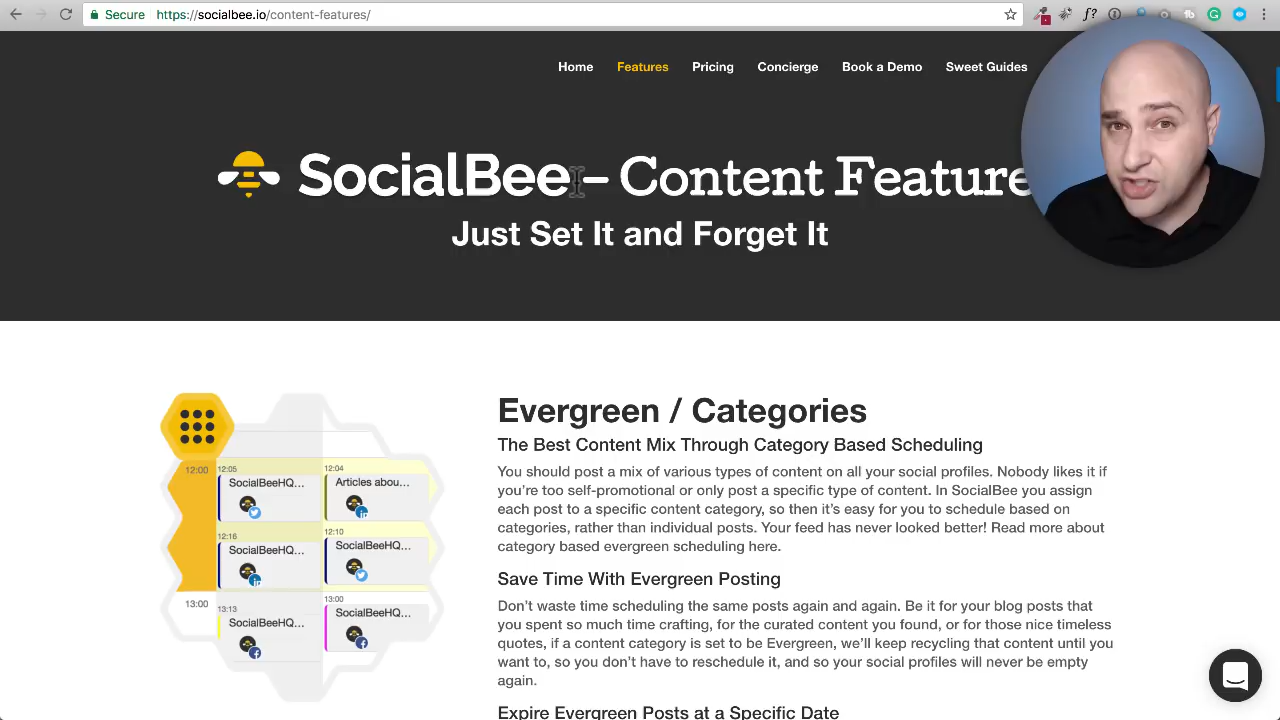 Secure https://socialbee.io/content-features/
Home Features Pricing Concierge Book a Demo Sweet Guides
SocialBee – Content Feature
Just Set It and Forget It
Evergreen / Categories
The Best Content Mix Through Category Based Scheduling
You should post a mix of various types of content on all your social profiles. Nobody likes it if
you’re too self-promotional or only post a specific type of content. In SocialBee you assign
each post to a specific content category, so then it’s easy for you to schedule based on
categories, rather than individual posts. Your feed has never looked better! Read more about
category based evergreen scheduling here.
Save Time With Evergreen Posting
Don’t waste time scheduling the same posts again and again. Be it for your blog posts that
you spent so much time crafting, for the curated content you found, or for those nice timeless
quotes, if a content category is set to be Evergreen, we’ll keep recycling that content until you
want to, so you don’t have to reschedule it, and so your social profiles will never be empty
again.
Expire Evergreen Posts at a Specific Date
12:00 12:05 12:04
SocialBeeHQ... Articles abou...
12:16 12:10
SocialBeeHQ... SocialBeeHQ...
13:00 13:13 13:00
SocialBeeHQ... SocialBeeHQ...